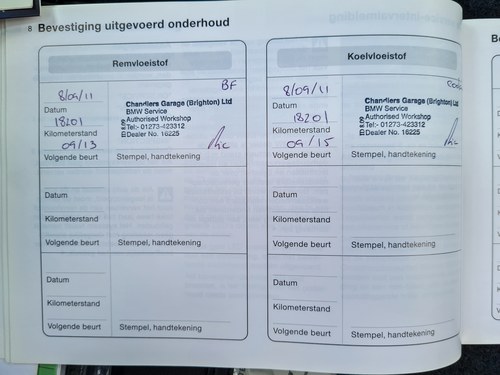 8 Bevestiging uitgevoerd onderhoud
Remvloeistof
BF
8/09/11
Datum
18201
Kilometerstand
09/13
Volgende beurt
Chandlers Garage (Brighton) Ltd
BMW Service
Authorised Workshop
Tel:- 01273-423312
Dealer No. 16225
Stempel, handtekening
Datum
Kilometerstand
Volgende beurt
Stempel, handtekening
Datum
Kilometerstand
Volgende beurt
Stempel, handtekening
Koelvloeistof
8/09/11
Datum
18201
Kilometerstand
09/15
Volgende beurt
Chandlers Garage (Brighton) Ltd
BMW Service
Authorised Workshop
Tel:- 01273-423312
Dealer No. 16225
Stempel, handtekening
Datum
Kilometerstand
Volgende beurt
Stempel, handtekening
Datum
Kilometerstand
Volgende beurt
Stempel, handtekening